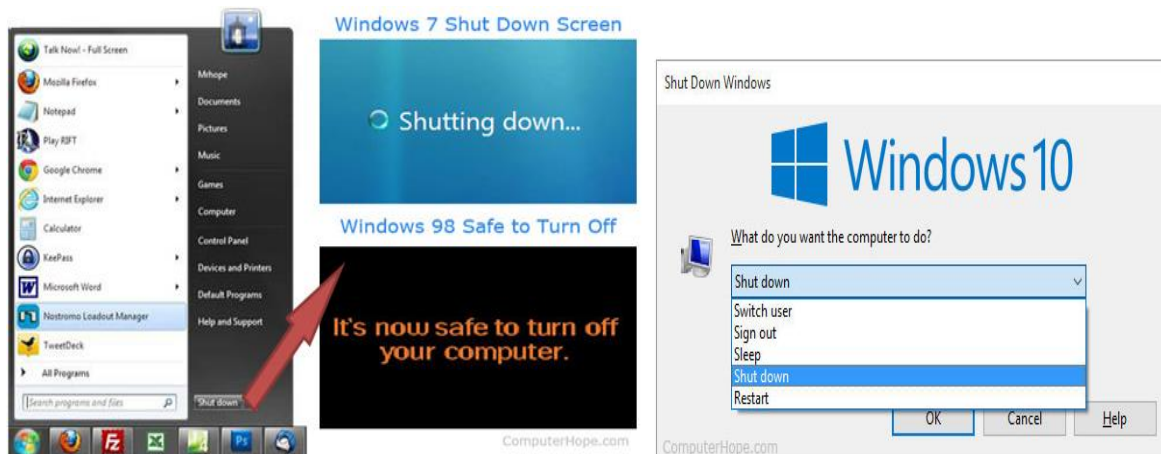 Talk Now! - Full Screen
Mozilla Firefox
Notepad
Play RIFT
Google Chrome
Internet Explorer
Calculator
KeePass
Microsoft Word
Nostromo Loadout Manager
TweetDeck
All Programs
Search programs and files
Mrhope
Documents
Pictures
Music
Games
Computer
Control Panel
Devices and Printers
Default Programs
Help and Support
Shut down
Fz
Ps
Windows 7 Shut Down Screen
Shutting down...
Windows 98 Safe to Turn Off
It's now safe to turn off
your computer.
ComputerHope.com
Shut Down Windows
Windows 10
What do you want the computer to do?
Shut down
Switch user
Sign out
Sleep
Shut down
Restart
OK Cancel Help
ComputerHope.com